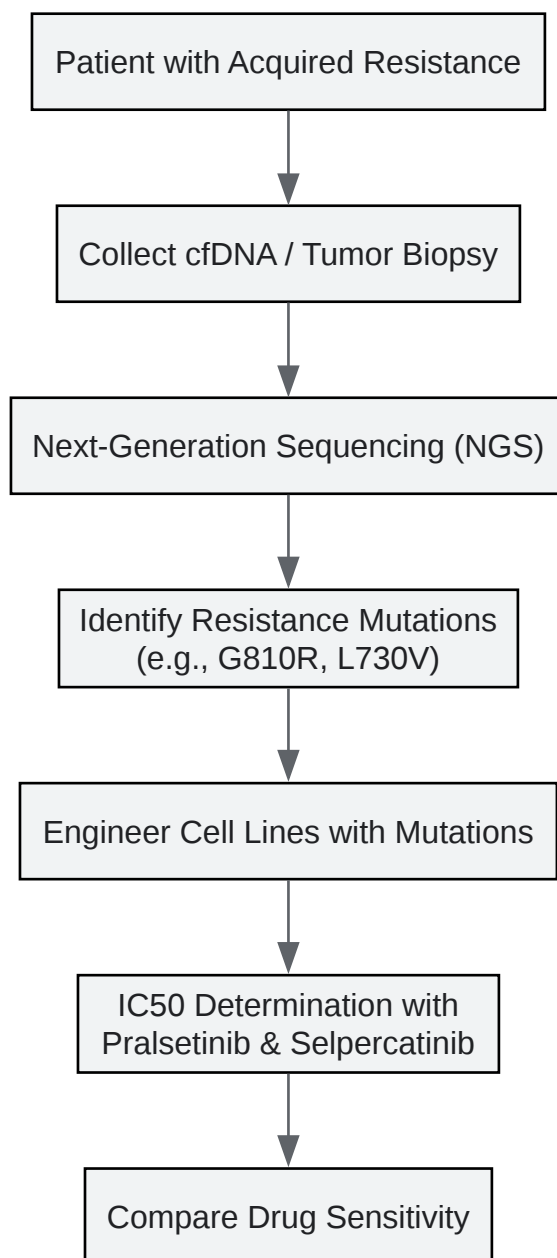 Patient with Acquired Resistance
Collect cfDNA / Tumor Biopsy
Next-Generation Sequencing (NGS)
Identify Resistance Mutations
(e.g., G810R, L730V)
Engineer Cell Lines with Mutations
IC50 Determination with
Pralsetinib & Selpercatinib
Compare Drug Sensitivity